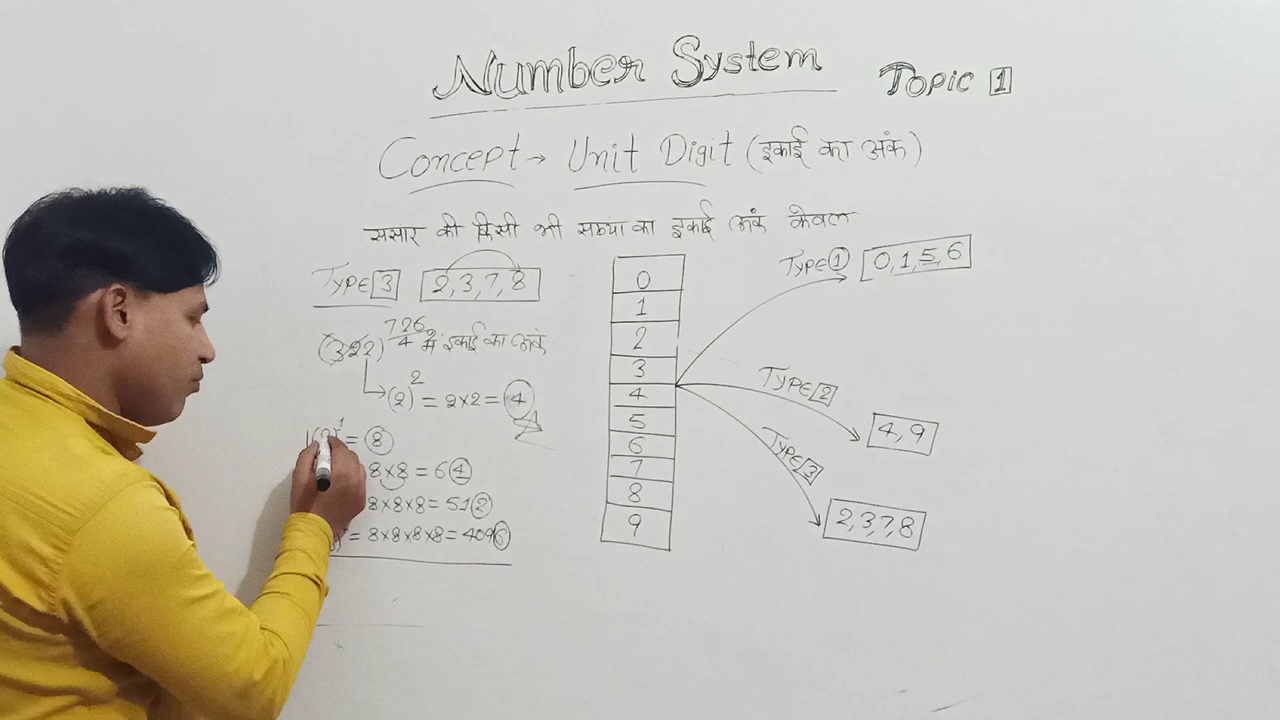 Number System
Topic 1
Concept → Unit Digit (इकाई का अंक)
संसार की किसी भी संख्या का इकाई अंक केवल
Type 3 2,3,7,8
(322)^726/4 में इकाई का अंक
(2)^2 = 2×2 = 4
= 8
8×8 = 64
8×8×8 = 512
= 8×8×8×8 = 4096
0
1
2
3
4
5
6
7
8
9
Type 1 0,1,5,6
Type 2
4,9
Type 3
2,3,7,8